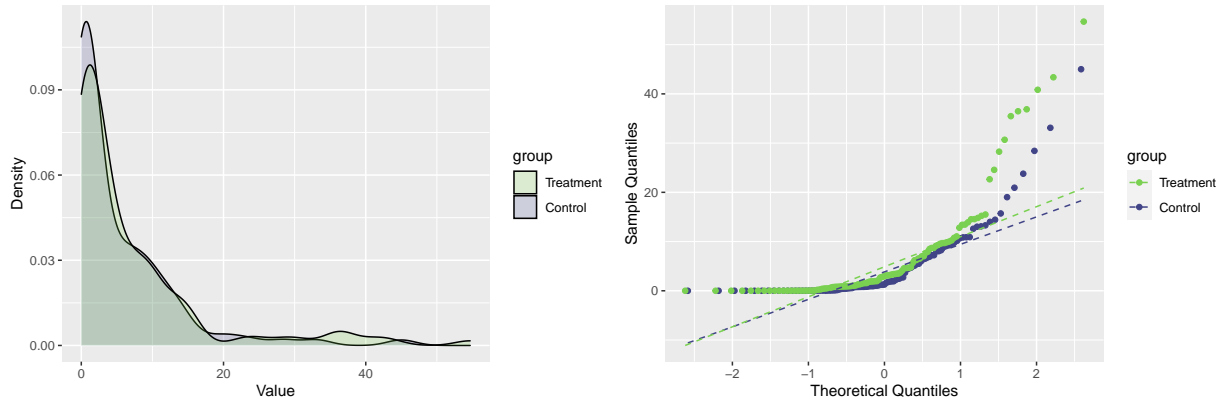 0.09
0.06
0.03
0.00
Density
0
20
40
Value
group
Treatment
Control
40
20
0
Sample Quantiles
−2
−1
0
1
2
Theoretical Quantiles
group
Treatment
Control